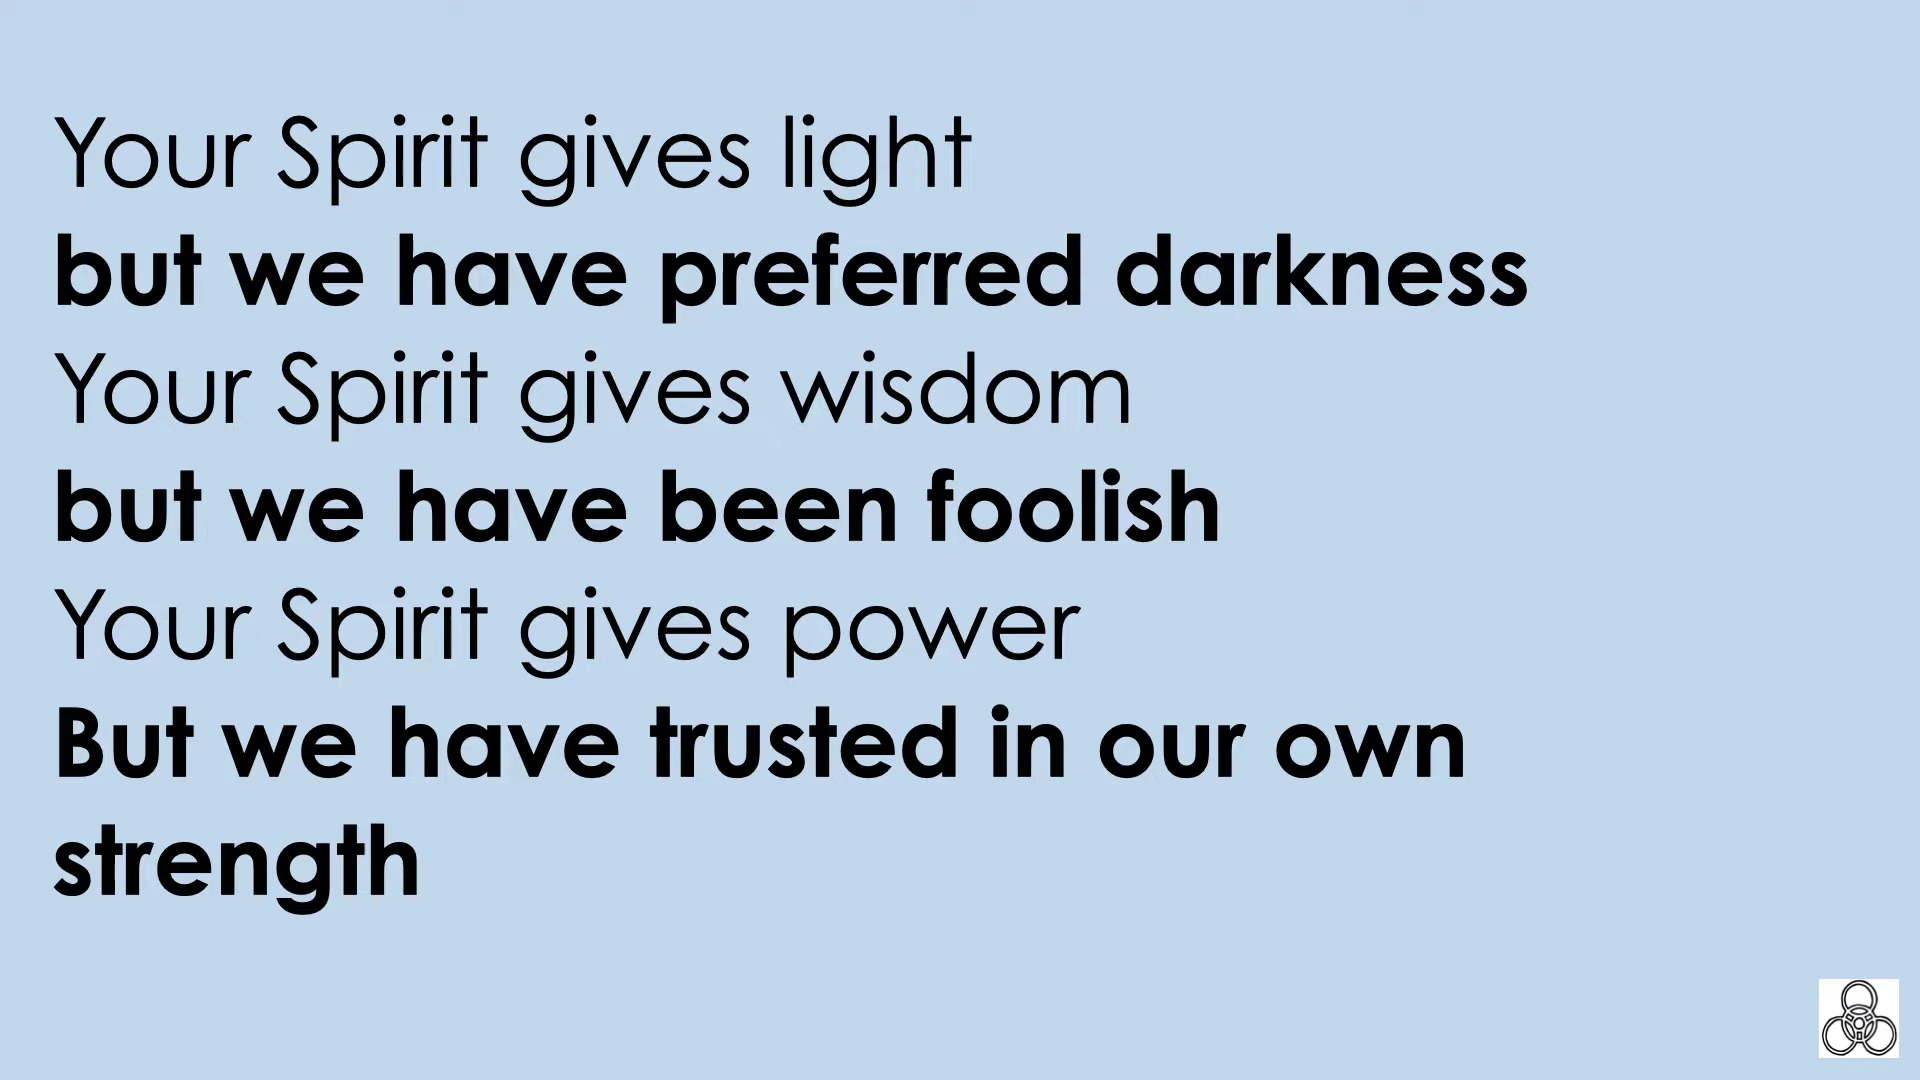 Your Spirit gives light
but we have preferred darkness
Your Spirit gives wisdom
but we have been foolish
Your Spirit gives power
But we have trusted in our own
strength